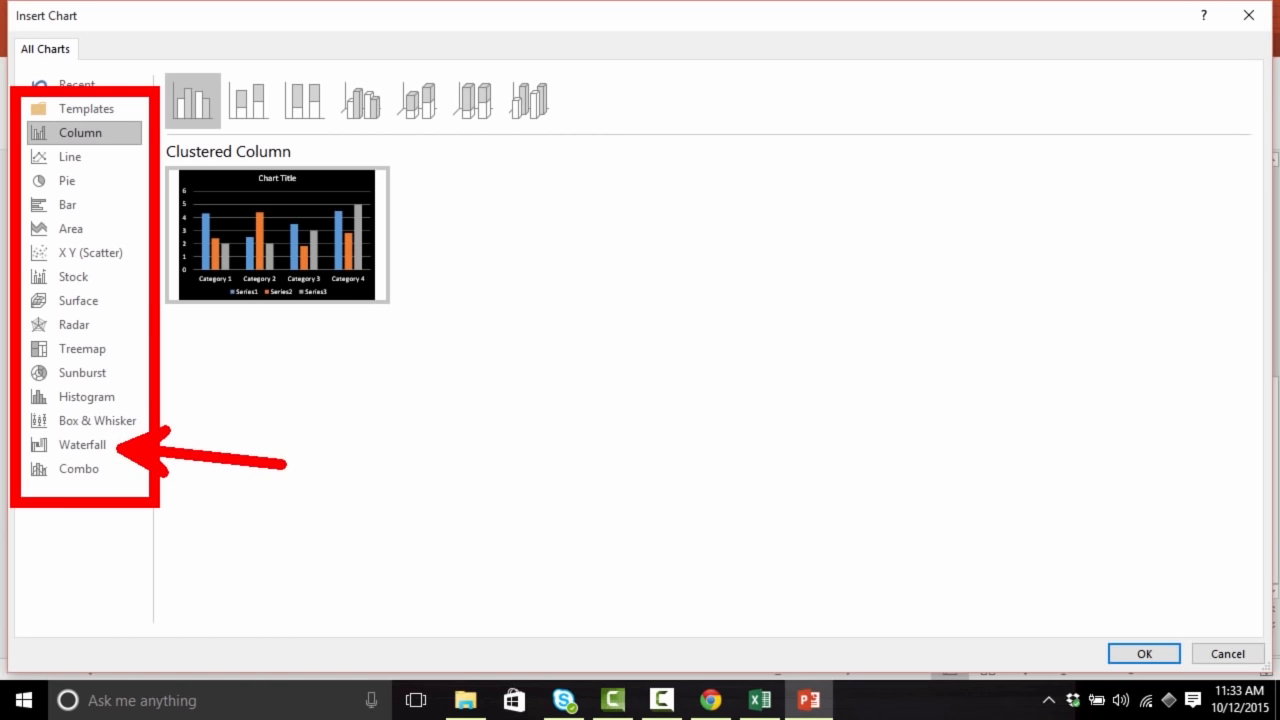 Insert Chart
?
All Charts
Recent
Templates
Column
Line
Pie
Bar
Area
X Y (Scatter)
Stock
Surface
Radar
Treemap
Sunburst
Histogram
Box & Whisker
Waterfall
Combo
Clustered Column
Chart Title
6
5
4
3
2
1
0
Category 1 Category 2 Category 3 Category 4
Series1 Series2 Series3
OK Cancel
Ask me anything
11:33 AM
10/12/2015